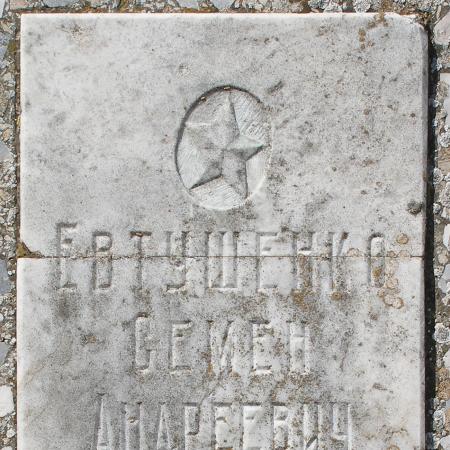 Евтушенко
Семен
Андреевич